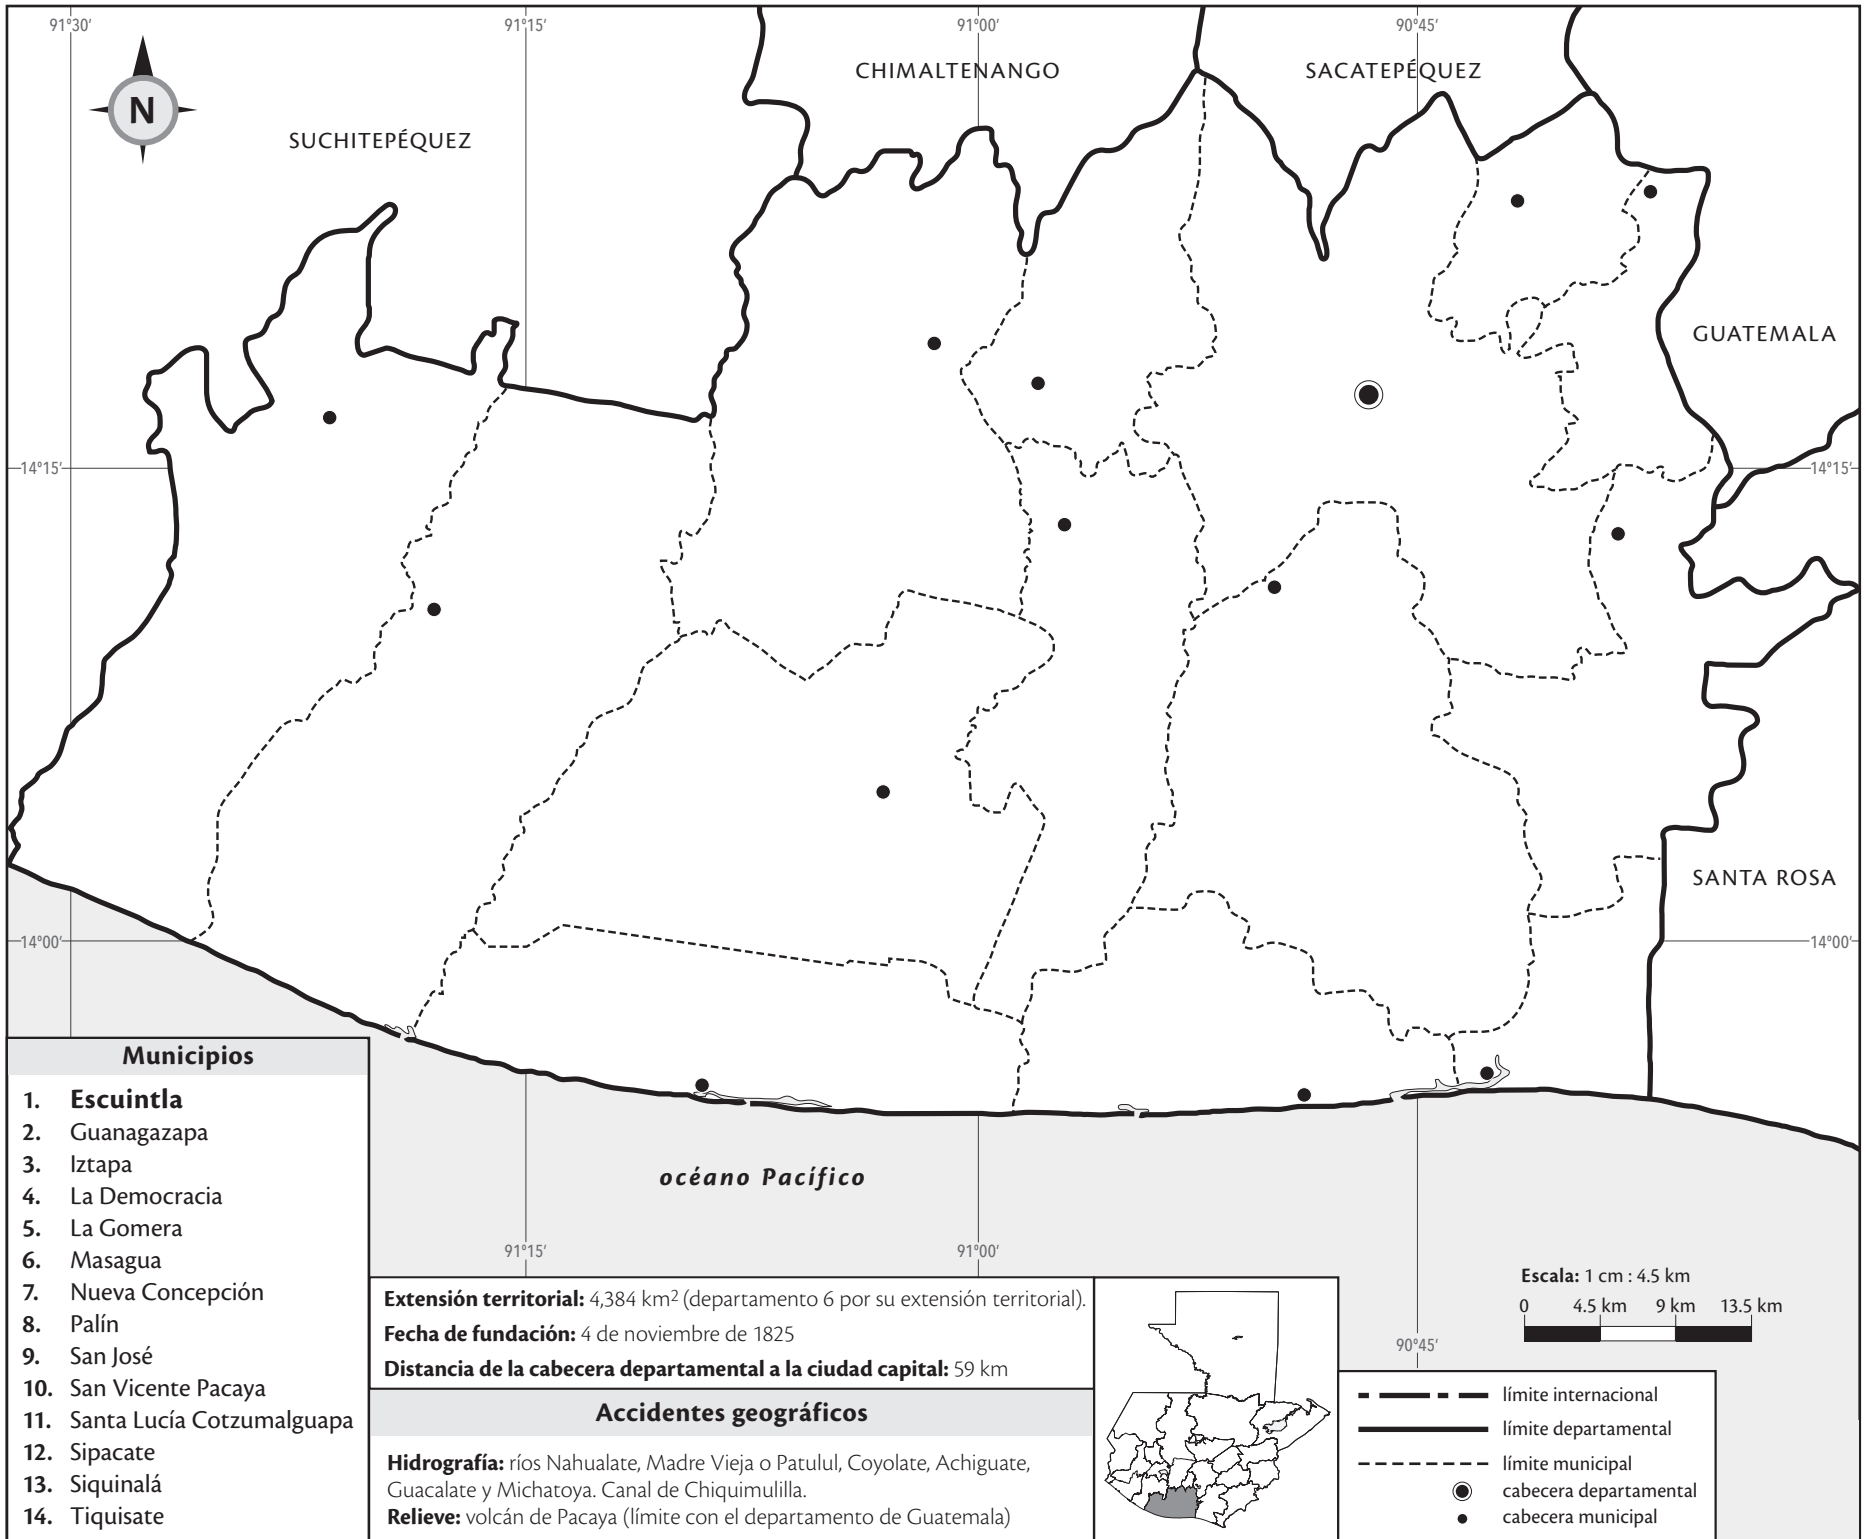 91°30'
91°15'
91°00'
90°45'
N
SUCHITEPÉQUEZ
CHIMALTENANGO
SACATEPÉQUEZ
GUATEMALA
14°15'
14°15'
SANTA ROSA
14°00'
14°00'
océano Pacífico
91°15'
91°00'
90°45'
Municipios
1. Escuintla
2. Guanagazapa
3. Iztapa
4. La Democracia
5. La Gomera
6. Masagua
7. Nueva Concepción
8. Palín
9. San José
10. San Vicente Pacaya
11. Santa Lucía Cotzumalguapa
12. Sipacate
13. Siquinalá
14. Tiquisate
Extensión territorial: 4,384 km² (departamento 6 por su extensión territorial).
Fecha de fundación: 4 de noviembre de 1825
Distancia de la cabecera departamental a la ciudad capital: 59 km
Accidentes geográficos
Hidrografía: ríos Nahualate, Madre Vieja o Patulul, Coyolate, Achiguate,
Guacalate y Michatoya. Canal de Chiquimulilla.
Relieve: volcán de Pacaya (límite con el departamento de Guatemala)
Escala: 1 cm : 4.5 km
0 4.5 km 9 km 13.5 km
límite internacional
límite departamental
límite municipal
cabecera departamental
cabecera municipal